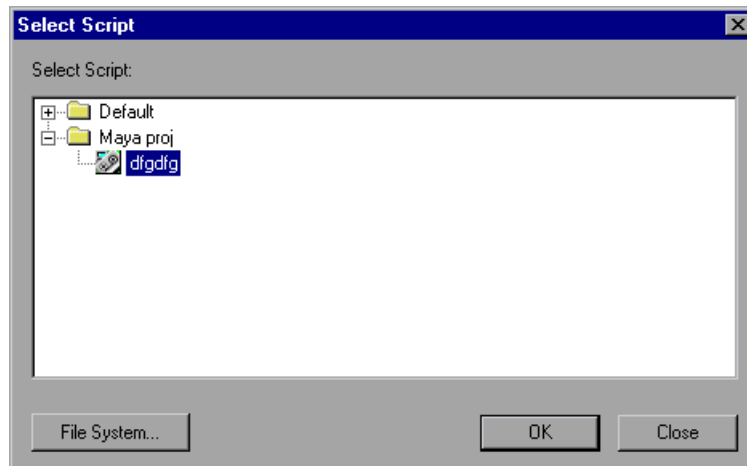 Select Script
Select Script:
Default
Maya proj
dfgdfg
File System...
OK
Close